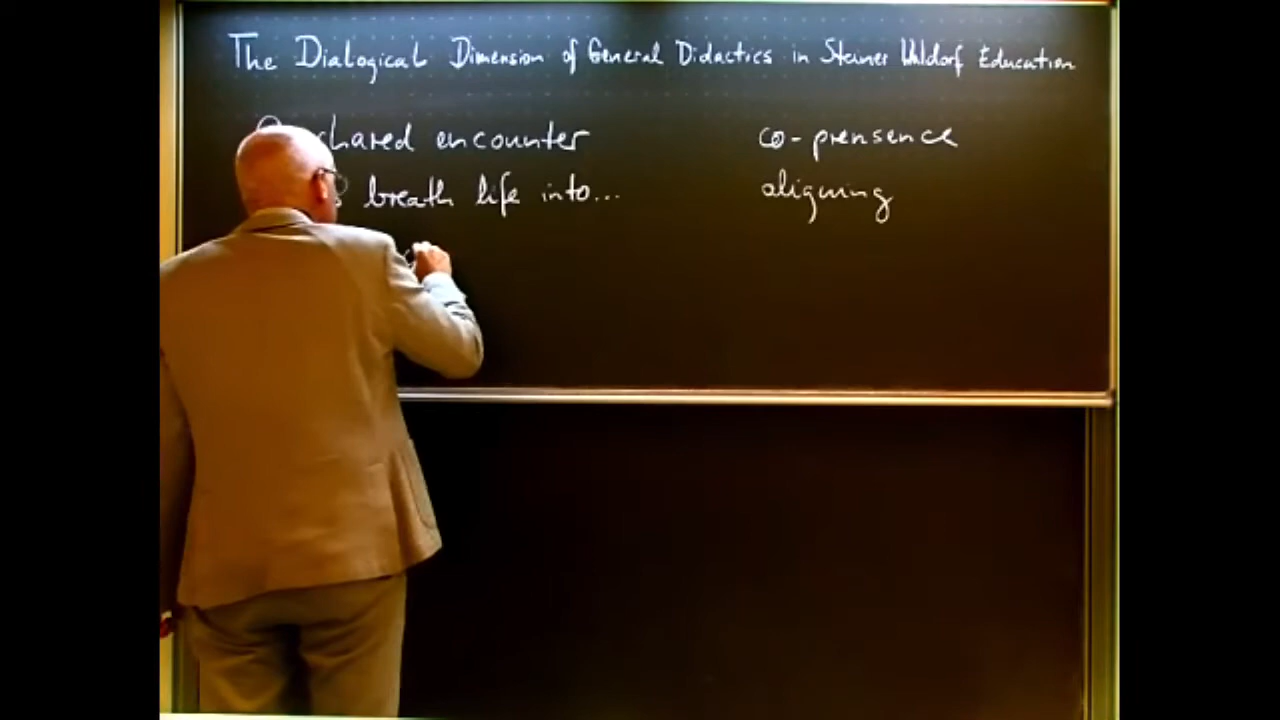 The Dialogical Dimension of General Didactics in Steiner Waldorf Education
shared encounter co-prensence
breath life into... aligning